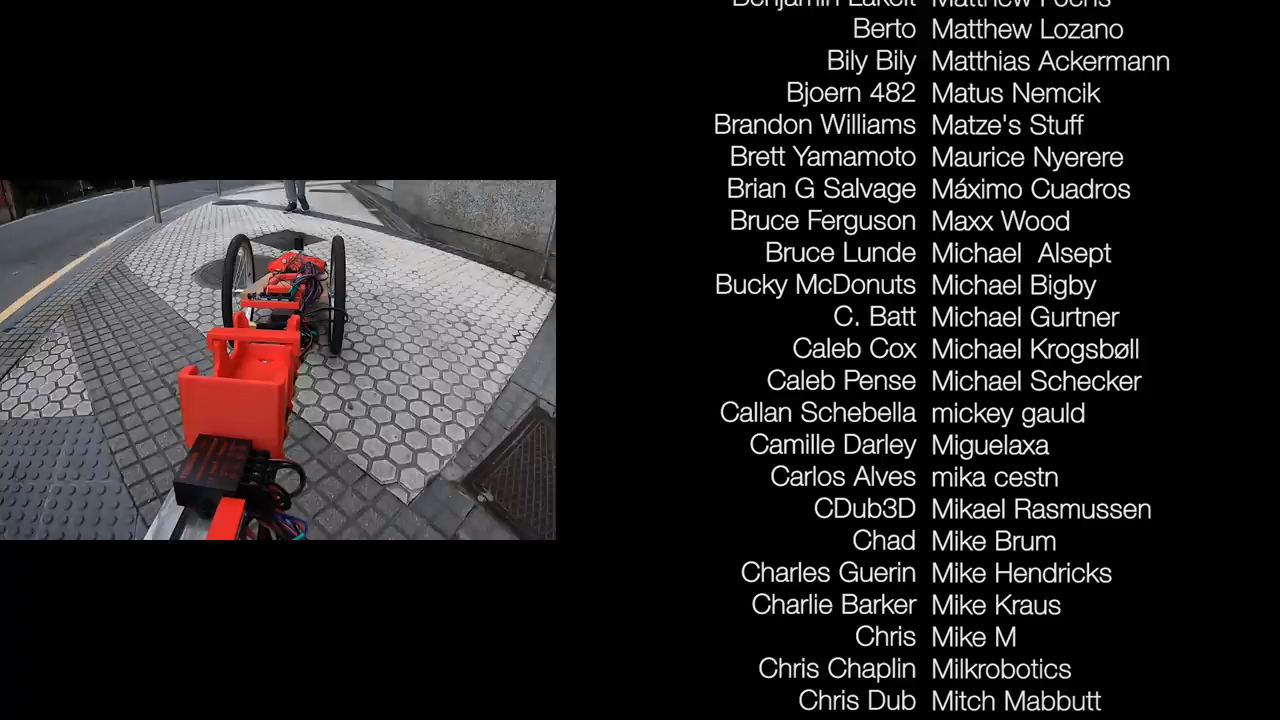 Benjamin Eakeit Matthew Fochs
Berto Matthew Lozano
Bily Bily Matthias Ackermann
Bjoern 482 Matus Nemcik
Brandon Williams Matze's Stuff
Brett Yamamoto Maurice Nyerere
Brian G Salvage Máximo Cuadros
Bruce Ferguson Maxx Wood
Bruce Lunde Michael  Alsept
Bucky McDonuts Michael Bigby
C. Batt Michael Gurtner
Caleb Cox Michael Krogsbøll
Caleb Pense Michael Schecker
Callan Schebella mickey gauld
Camille Darley Miguelaxa
Carlos Alves mika cestn
CDub3D Mikael Rasmussen
Chad Mike Brum
Charles Guerin Mike Hendricks
Charlie Barker Mike Kraus
Chris Mike M
Chris Chaplin Milkrobotics
Chris Dub Mitch Mabbutt